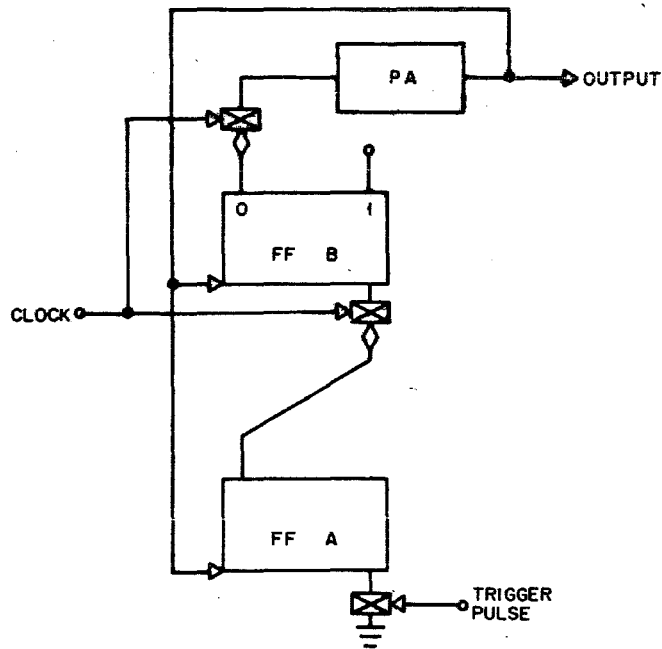 PA
OUTPUT
0 1
FF B
CLOCK
FF A
TRIGGER
PULSE